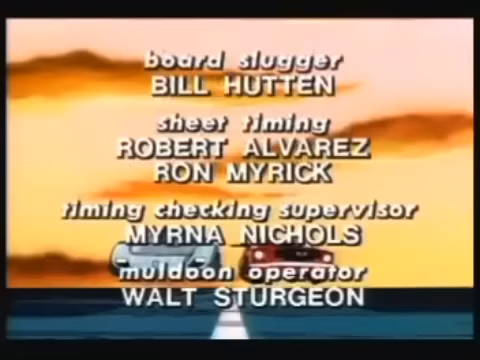 board slugger
BILL HUTTEN
sheet timing
ROBERT ALVAREZ
RON MYRICK
timing checking supervisor
MYRNA NICHOLS
muldoon operator
WALT STURGEON